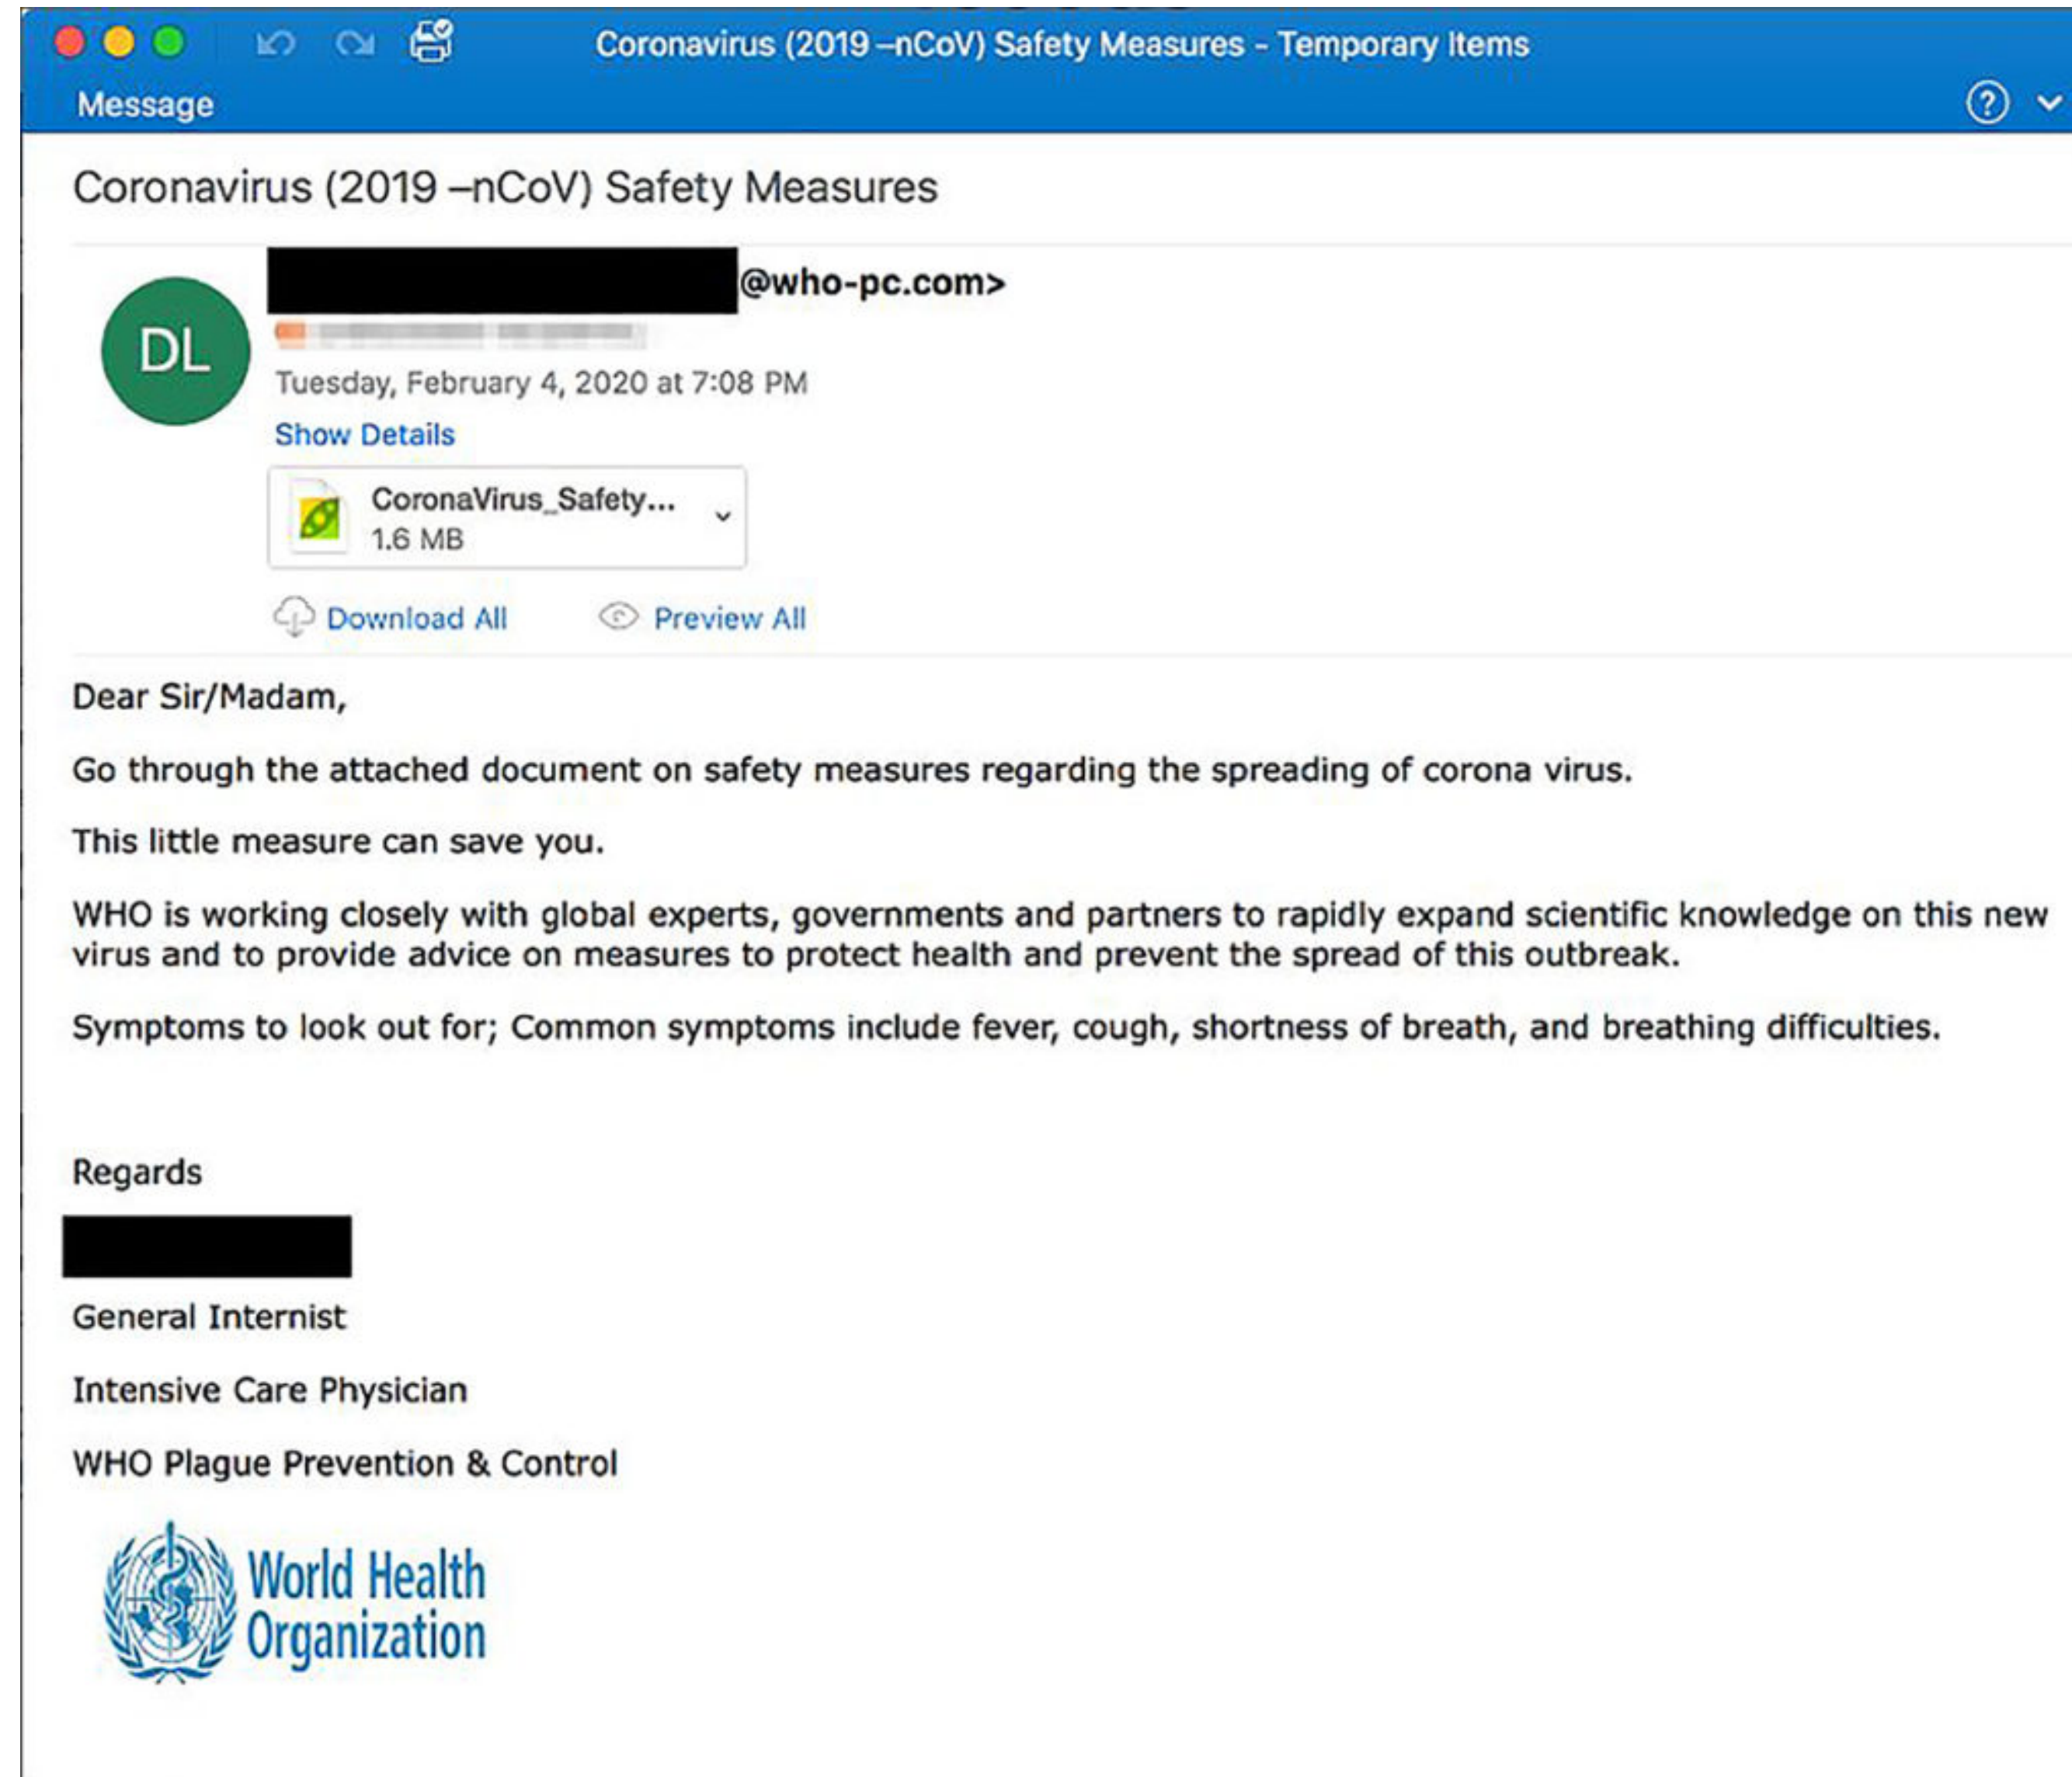 Coronavirus (2019 –nCoV) Safety Measures - Temporary Items
Message
Coronavirus (2019 –nCoV) Safety Measures
@who-pc.com>
DL
Tuesday, February 4, 2020 at 7:08 PM
Show Details
CoronaVirus_Safety...
1.6 MB
Download All Preview All
Dear Sir/Madam,
Go through the attached document on safety measures regarding the spreading of corona virus.
This little measure can save you.
WHO is working closely with global experts, governments and partners to rapidly expand scientific knowledge on this new
virus and to provide advice on measures to protect health and prevent the spread of this outbreak.
Symptoms to look out for; Common symptoms include fever, cough, shortness of breath, and breathing difficulties.
Regards
General Internist
Intensive Care Physician
WHO Plague Prevention & Control
World Health
Organization